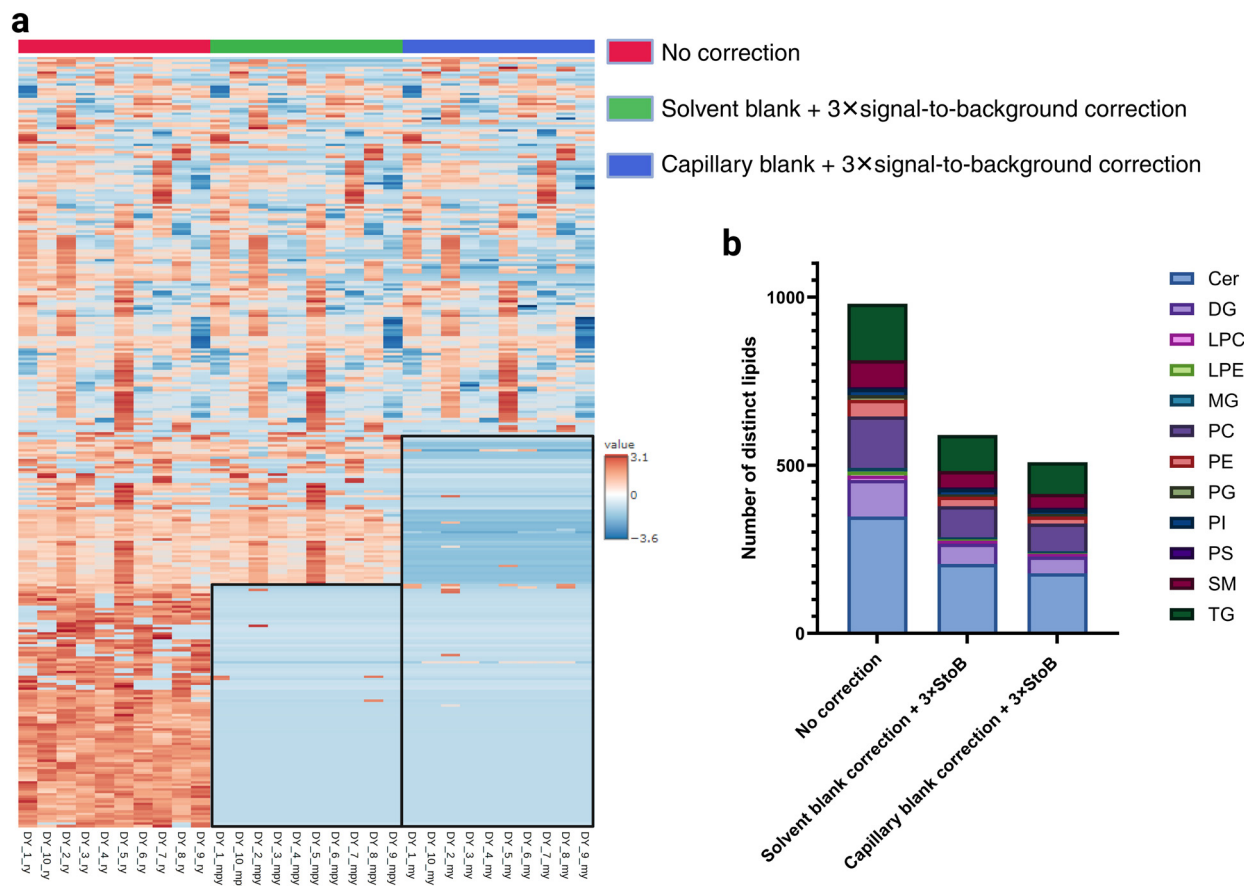 a
No correction
Solvent blank + 3×signal-to-background correction
Capillary blank + 3×signal-to-background correction
value
3.1
0
−3.6
DY_1_ry
DY_10_ry
DY_2_ry
DY_3_ry
DY_4_ry
DY_5_ry
DY_6_ry
DY_7_ry
DY_8_ry
DY_9_ry
DY_1_mpy
DY_10_mp
DY_2_mpy
DY_3_mpy
DY_4_mpy
DY_5_mpy
DY_6_mpy
DY_7_mpy
DY_8_mpy
DY_9_mpy
DY_1_my
DY_10_my
DY_2_my
DY_3_my
DY_4_my
DY_5_my
DY_6_my
DY_7_my
DY_8_my
DY_9_my
b
Number of distinct lipids
1000
500
0
No correction
Solvent blank correction + 3×StoB
Capillary blank correction + 3×StoB
Cer
DG
LPC
LPE
MG
PC
PE
PG
PI
PS
SM
TG